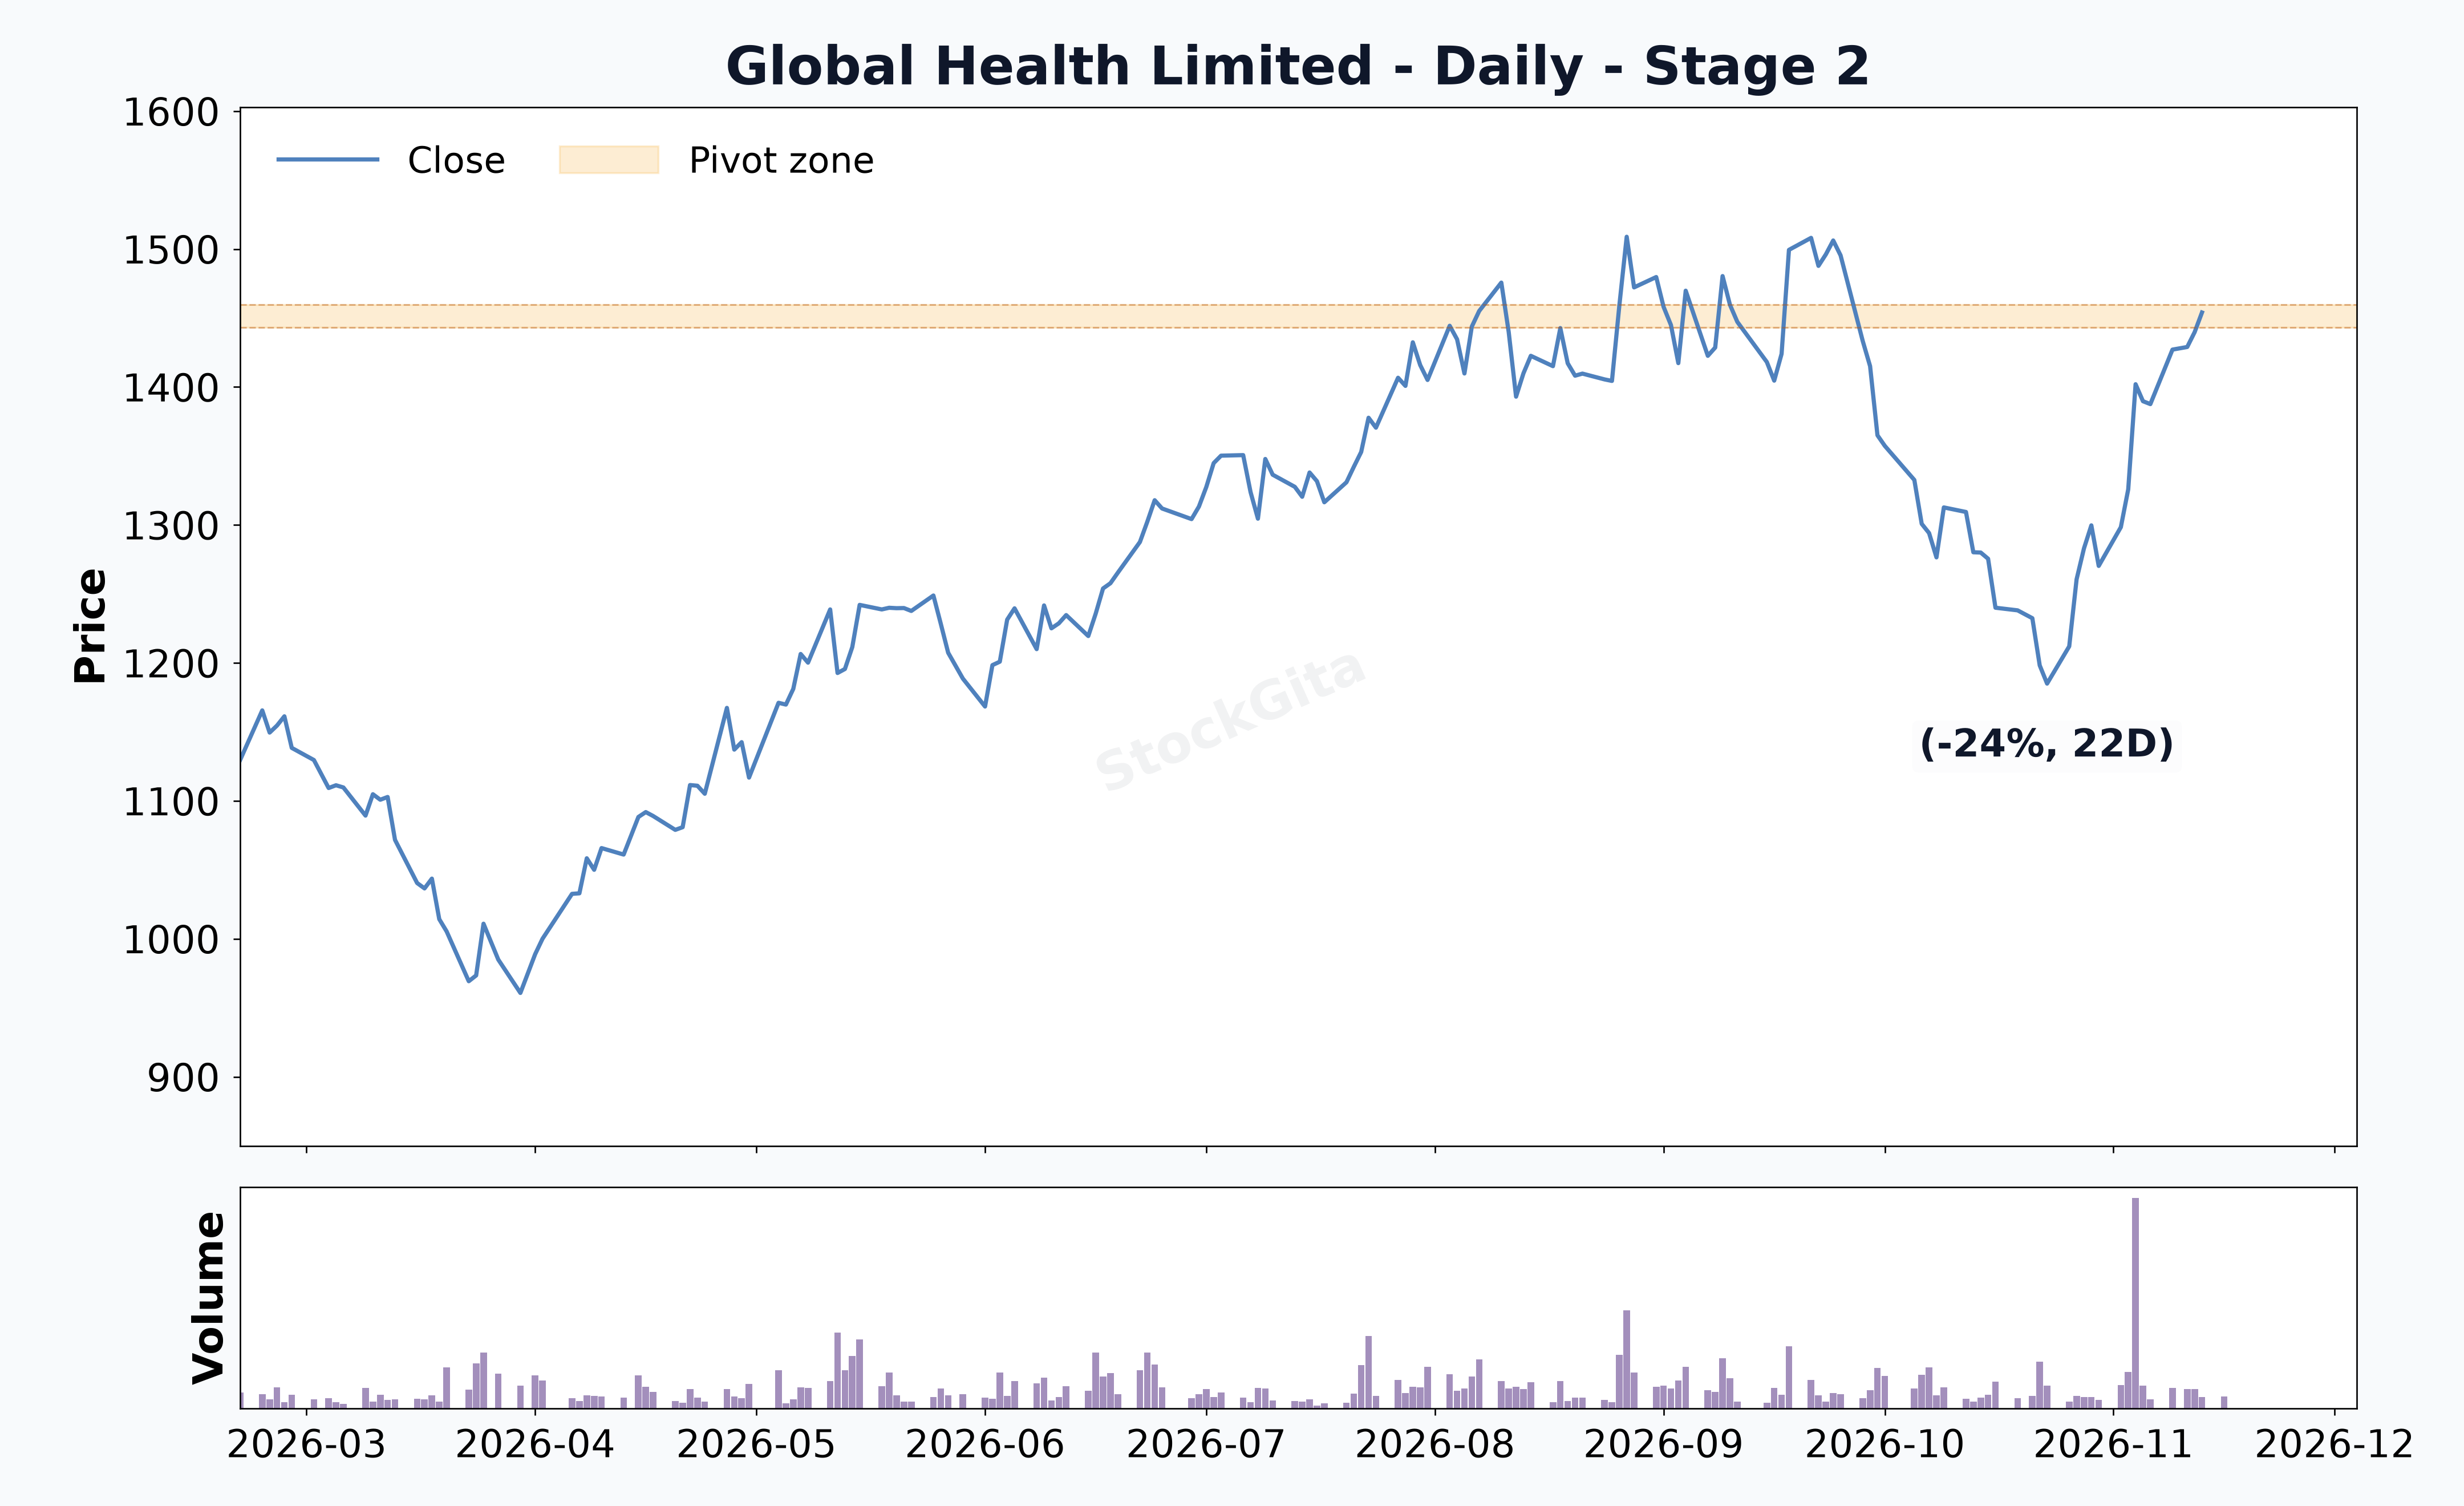 Global Health Limited - Daily - Stage 2
Close
Pivot zone
Price
1600
1500
1400
1300
1200
1100
1000
900
StockGita
(-24%, 22D)
Volume
2026-03
2026-04
2026-05
2026-06
2026-07
2026-08
2026-09
2026-10
2026-11
2026-12